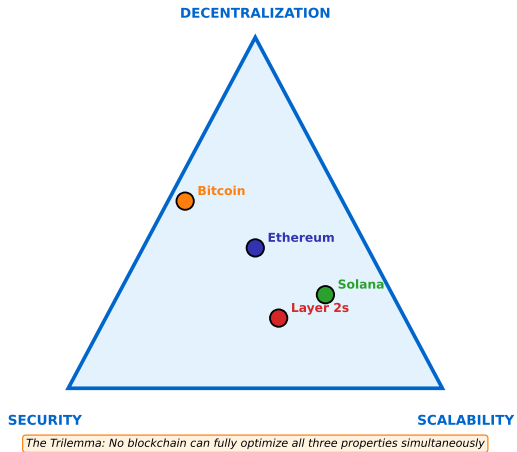 DECENTRALIZATION
Bitcoin
Ethereum
Solana
Layer 2s
SECURITY
SCALABILITY
The Trilemma: No blockchain can fully optimize all three properties simultaneously